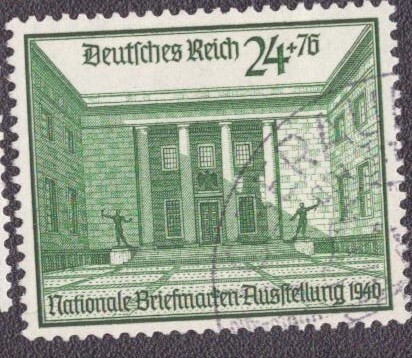 Deutsches Reich 24+76
Nationale Briefmarken-Ausstellung 1940